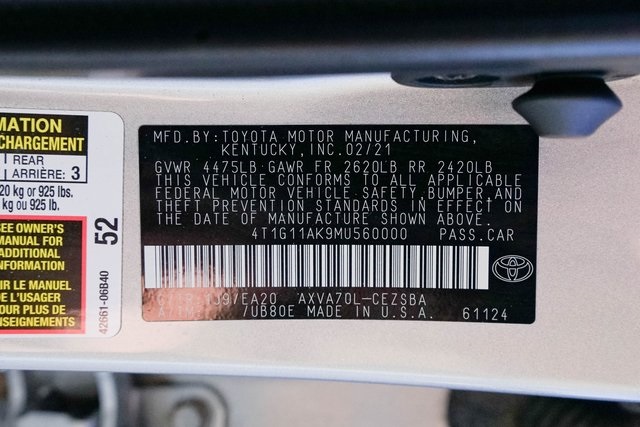 MATION
CHARGEMENT
REAR
ARRIÈRE: 3
20 kg or 925 lbs.
kg ou 925 lb.
SEE OWNER'S
MANUAL FOR
ADDITIONAL
INFORMATION
IR LE MANUEL
DE L'USAGER
POUR PLUS DE
NSEIGNEMENTS
52
42661-06B40
MFD.BY:TOYOTA MOTOR MANUFACTURING,
KENTUCKY,INC.02/21
GVWR 4475LB GAWR FR 2620LB RR 2420LB
THIS VEHICLE CONFORMS TO ALL APPLICABLE
FEDERAL MOTOR VEHICLE SAFETY,BUMPER,AND
THEFT PREVENTION STANDARDS IN EFFECT ON
THE DATE OF MANUFACTURE SHOWN ABOVE.
4T1G11AK9MU560000 PASS.CAR
AXVA70L-CEZSBA
7UB80E MADE IN U.S.A. 61124